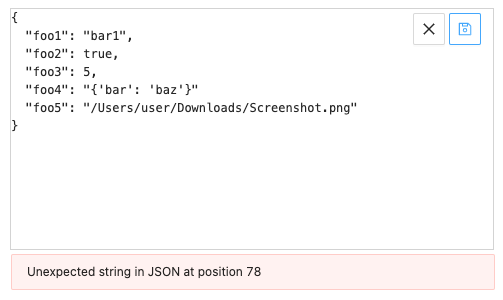 {
  "foo1": "bar1",
  "foo2": true,
  "foo3": 5,
  "foo4": "{'bar': 'baz'}"
  "foo5": "/Users/user/Downloads/Screenshot.png"
}
Unexpected string in JSON at position 78